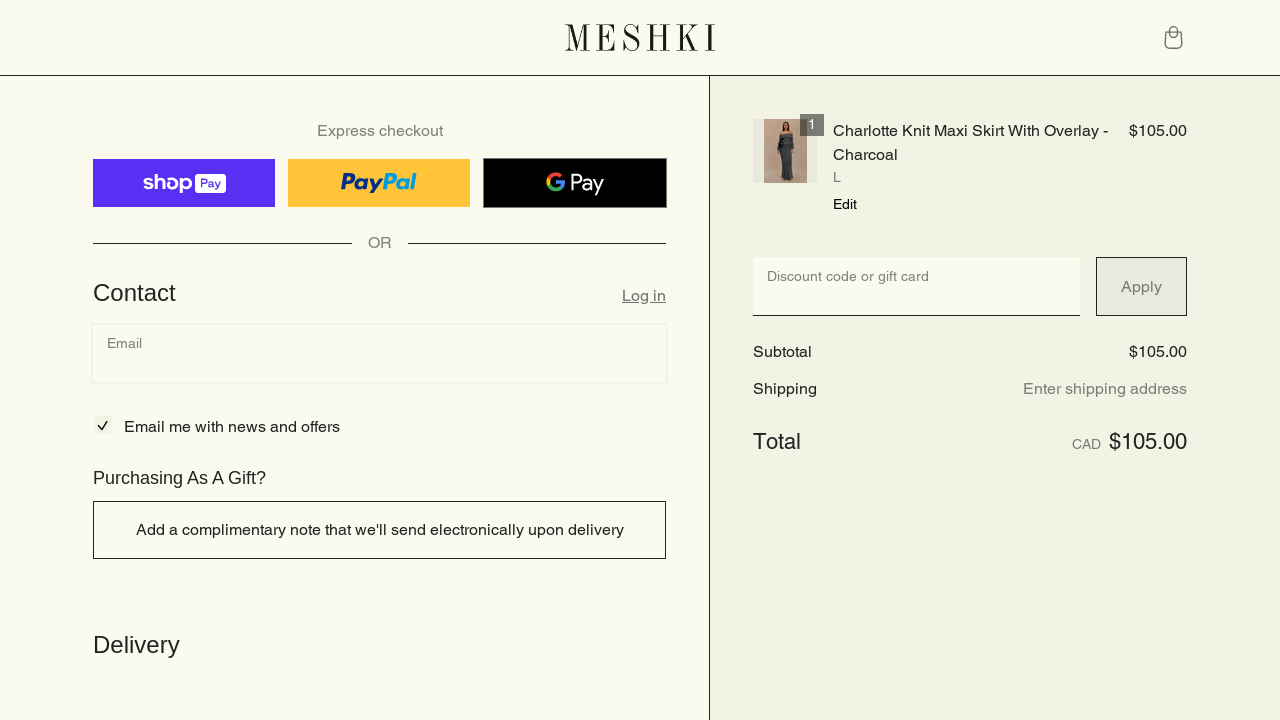 MESHKI
Express checkout
shop Pay
PayPal
G Pay
OR
Contact
Log in
Email
Email me with news and offers
Purchasing As A Gift?
Add a complimentary note that we'll send electronically upon delivery
Delivery
1
Charlotte Knit Maxi Skirt With Overlay - $105.00
Charcoal
L
Edit
Discount code or gift card
Apply
Subtotal $105.00
Shipping Enter shipping address
Total CAD $105.00